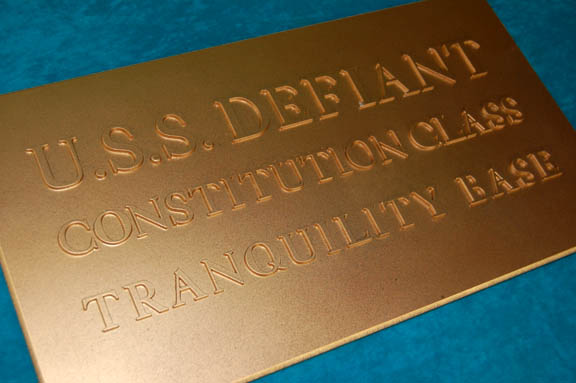 U.S.S. DEFIANT
CONSTITUTION CLASS
TRANQUILITY BASE